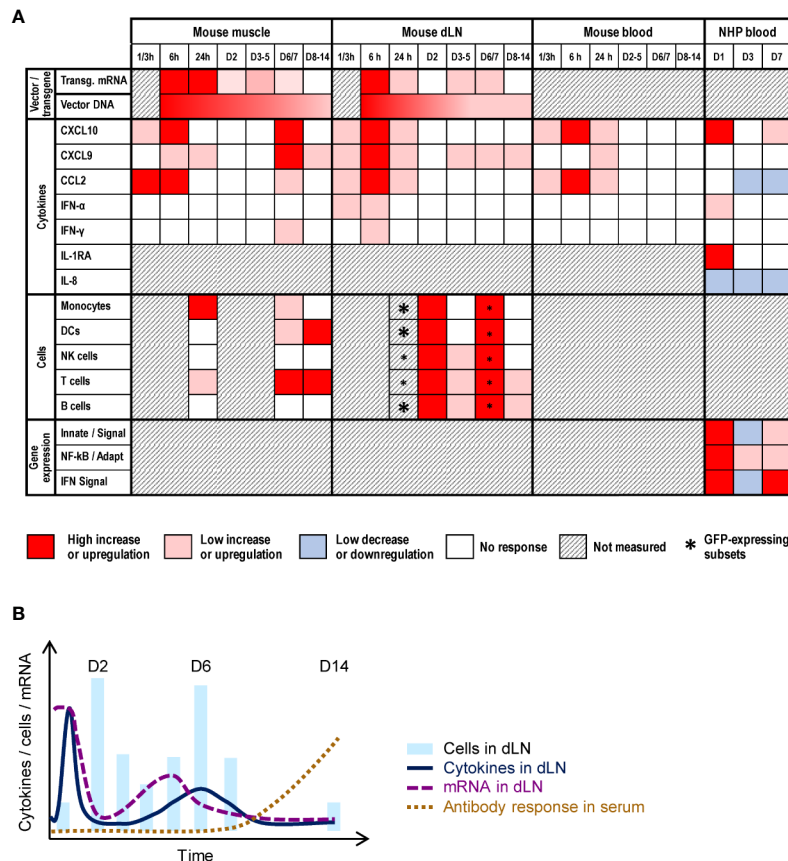 A
Mouse muscle Mouse dLN Mouse blood NHP blood
1/3h 6h 24h D2 D3-5 D6/7 D8-14 1/3h 6 h 24 h D2 D3-5 D6/7 D8-14 1/3h 6 h 24 h D2-5 D6/7 D8-14 D1 D3 D7
Vector / transgene
Transg. mRNA
Vector DNA
Cytokines
CXCL10
CXCL9
CCL2
IFN-α
IFN-γ
IL-1RA
IL-8
Cells
Monocytes *
DCs *
NK cells *
T cells *
B cells *
Gene expression
Innate / Signal
NF-kB / Adapt
IFN Signal
High increase or upregulation
Low increase or upregulation
Low decrease or downregulation
No response
Not measured
* GFP-expressing subsets
B
Cytokines / cells / mRNA
D2 D6 D14
Time
Cells in dLN
Cytokines in dLN
mRNA in dLN
Antibody response in serum